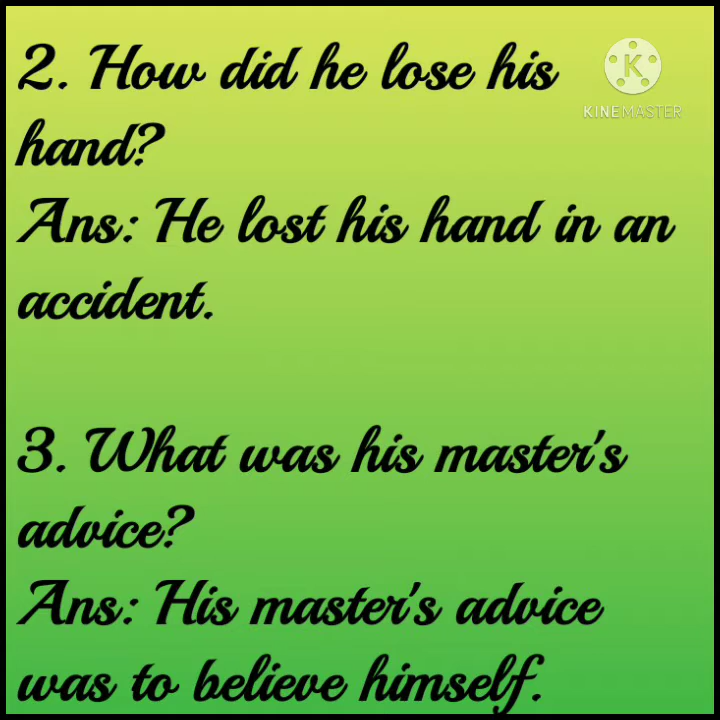 2. How did he lose his
KINEMASTER
hand?
Ans: He lost his hand in an
accident.
3. What was his master's
advice?
Ans: His master's advice
was to believe himself.